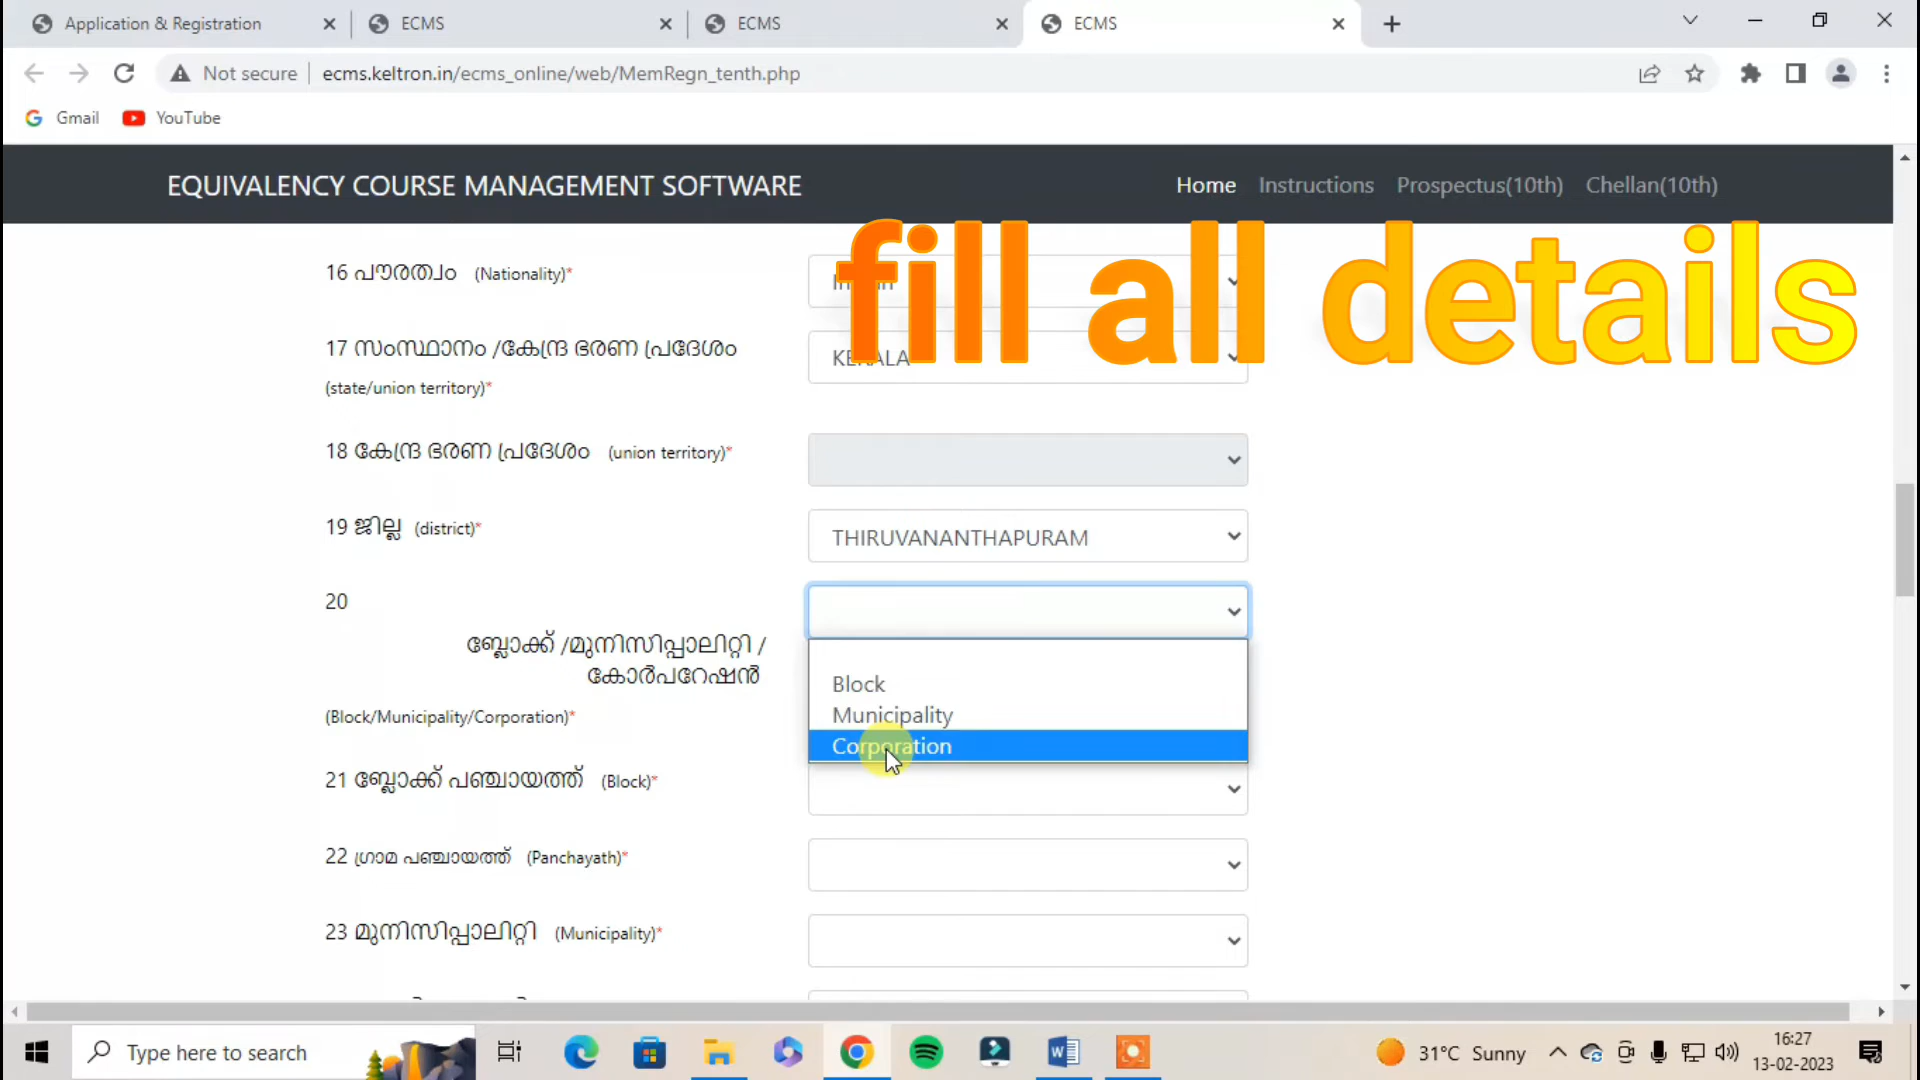 Application & Registration
ECMS
ECMS
ECMS
Not secure
ecms.keltron.in/ecms_online/web/MemRegn_tenth.php
Gmail
YouTube
EQUIVALENCY COURSE MANAGEMENT SOFTWARE
Home
Instructions
Prospectus(10th)
Chellan(10th)
fill all details
16 പൗരത്വം (Nationality)*
17 സംസ്ഥാനം /കേന്ദ്ര ഭരണ പ്രദേശം
KERALA
(state/union territory)*
18 കേന്ദ്ര ഭരണ പ്രദേശം (union territory)*
19 ജില്ല (district)*
THIRUVANANTHAPURAM
20
ബ്ലോക്ക് /മുനിസിപ്പാലിറ്റി /
കോർപറേഷൻ
(Block/Municipality/Corporation)*
Block
Municipality
Corporation
21 ബ്ലോക്ക് പഞ്ചായത്ത് (Block)*
22 ഗ്രാമ പഞ്ചായത്ത് (Panchayath)*
23 മുനിസിപ്പാലിറ്റി (Municipality)*
Type here to search
31°C Sunny
16:27
13-02-2023